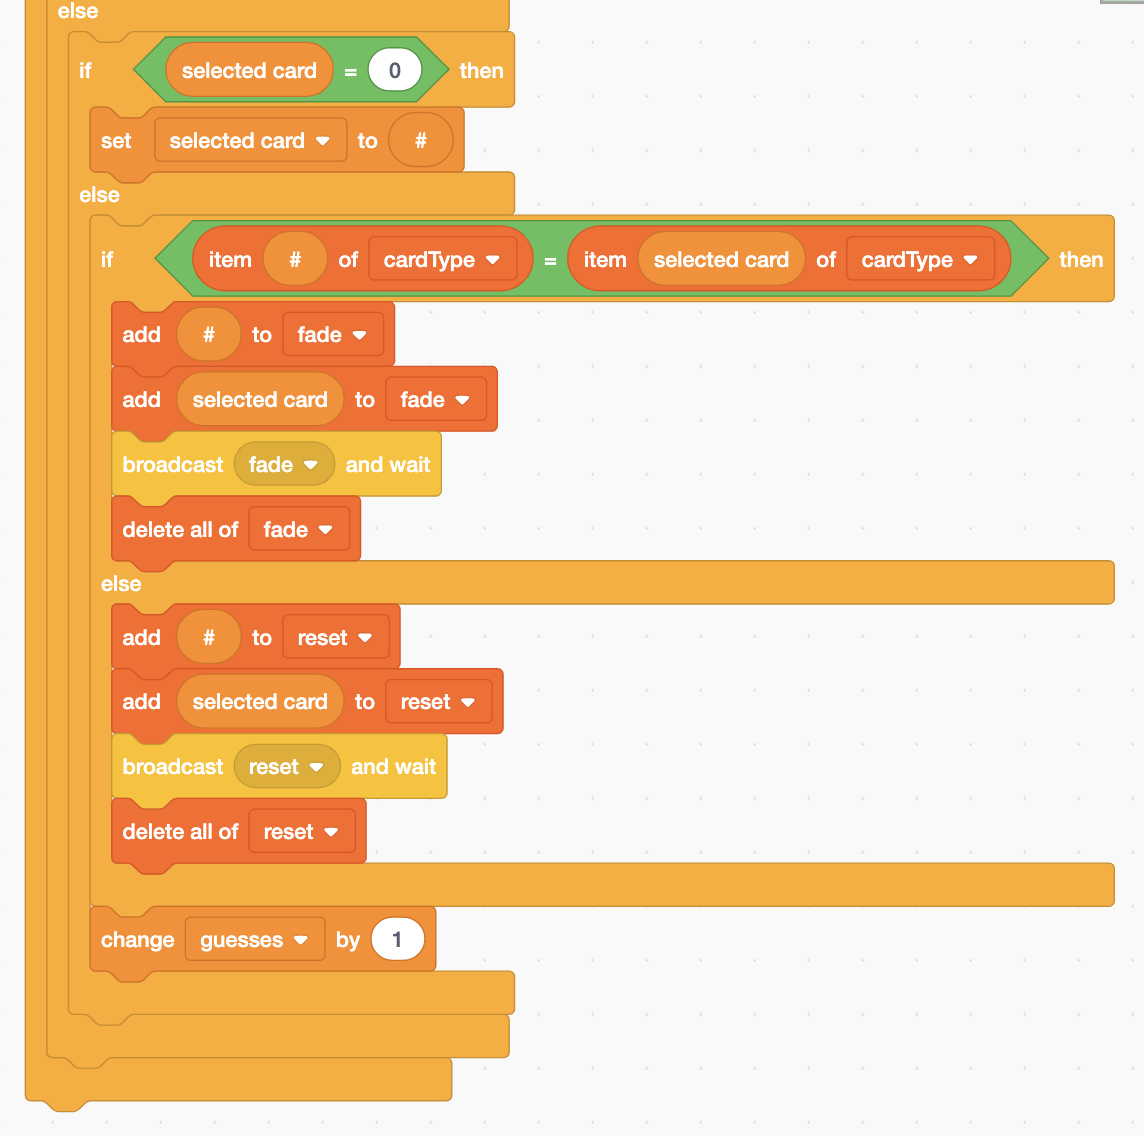 else
if selected card = 0 then
set selected card to #
else
if item # of cardType = item selected card of cardType then
add # to fade
add selected card to fade
broadcast fade and wait
delete all of fade
else
add # to reset
add selected card to reset
broadcast reset and wait
delete all of reset
change guesses by 1